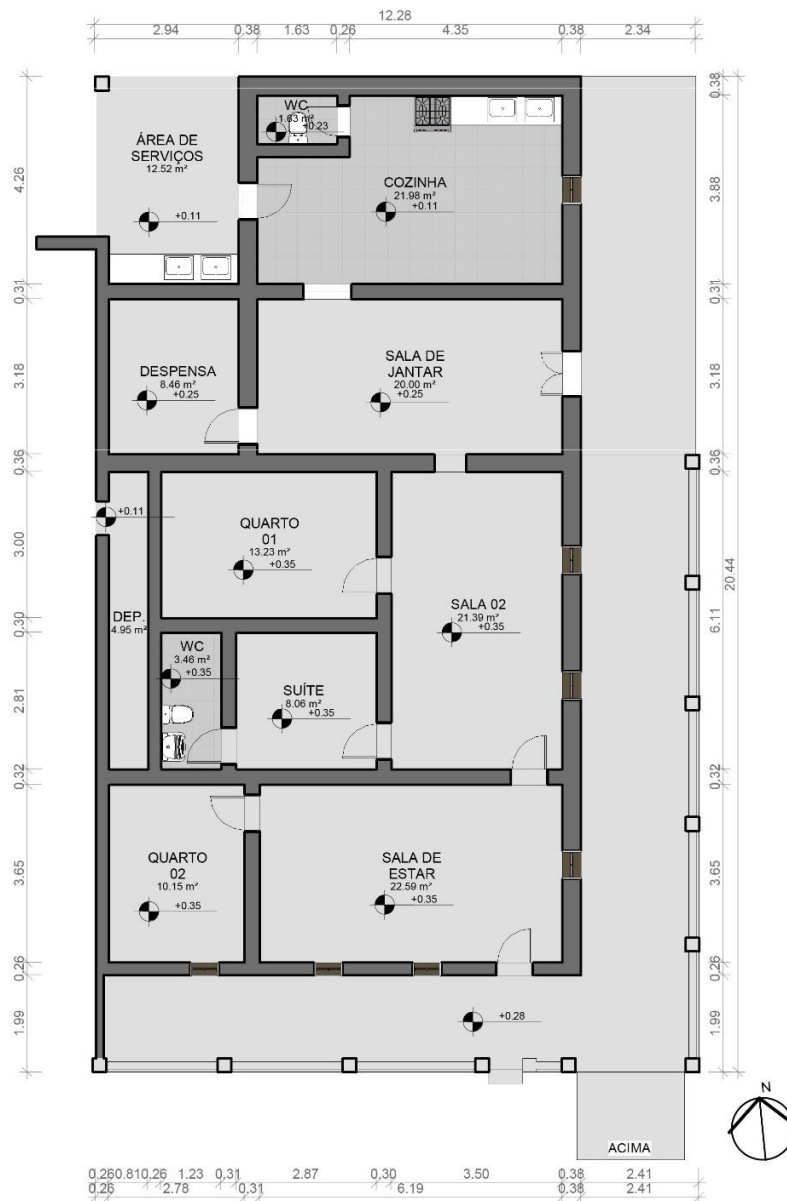 12.28
2.94 0.38 1.63 0.26 4.35 0.38 2.34
WC
1.63 m²
+0.23
ÁREA DE
SERVIÇOS
12.52 m²
+0.11
COZINHA
21.98 m²
+0.11
DESPENSA
8.46 m²
+0.25
SALA DE
JANTAR
20.00 m²
+0.25
+0.11
QUARTO
01
13.23 m²
+0.35
DEP.
4.95 m²
WC
3.46 m²
+0.35
SUÍTE
8.06 m²
+0.35
SALA 02
21.39 m²
+0.35
QUARTO
02
10.15 m²
+0.35
SALA DE
ESTAR
22.59 m²
+0.35
+0.28
ACIMA
N
4.26
0.31
3.18
0.36
3.00
0.30
2.81
0.32
3.65
0.26
1.99
0.38
3.88
0.31
3.18
0.36
6.11
0.32
3.65
0.26
1.99
20.44
0.26 0.81 0.26 1.23 0.31 2.87 0.30 3.50 0.38 2.41
0.26 2.78 0.31 6.19 0.38 2.41